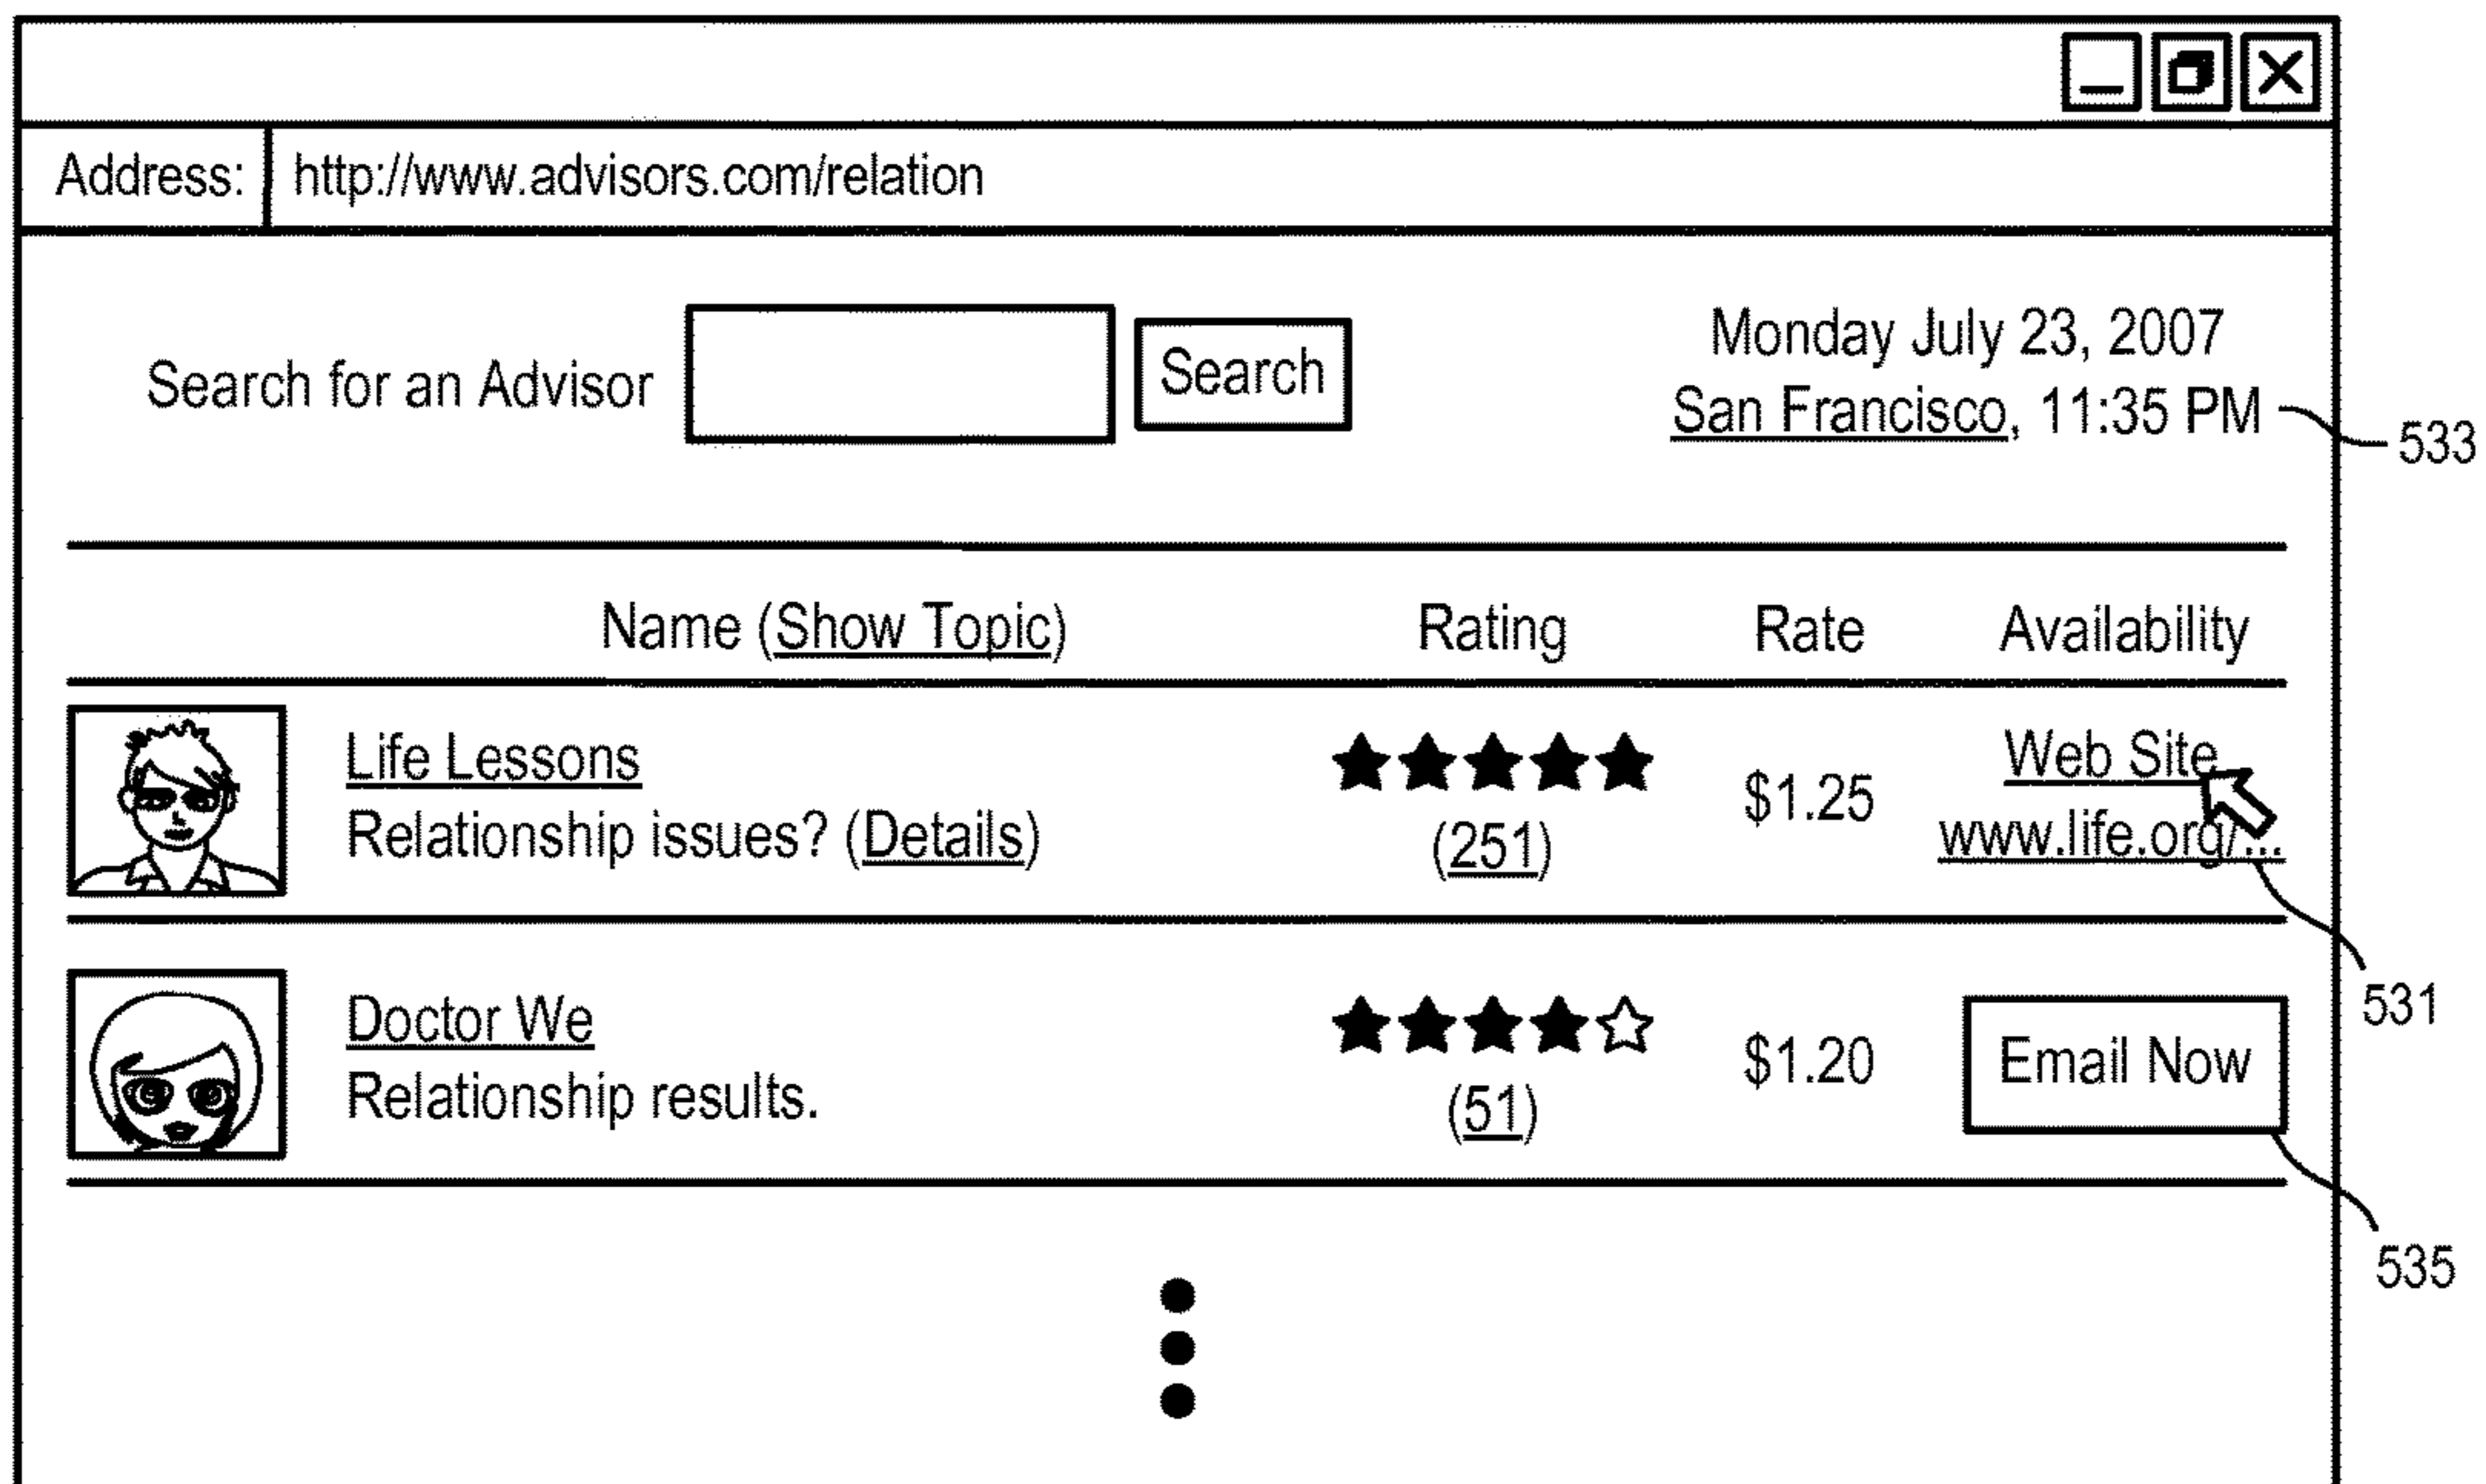 Address: http://www.advisors.com/relation
Search for an Advisor Search
Monday July 23, 2007
San Francisco, 11:35 PM
533
Name (Show Topic) Rating Rate Availability
Life Lessons
Relationship issues? (Details)
(251)
$1.25
Web Site
www.life.org/...
531
Doctor We
Relationship results.
(51)
$1.20
Email Now
535